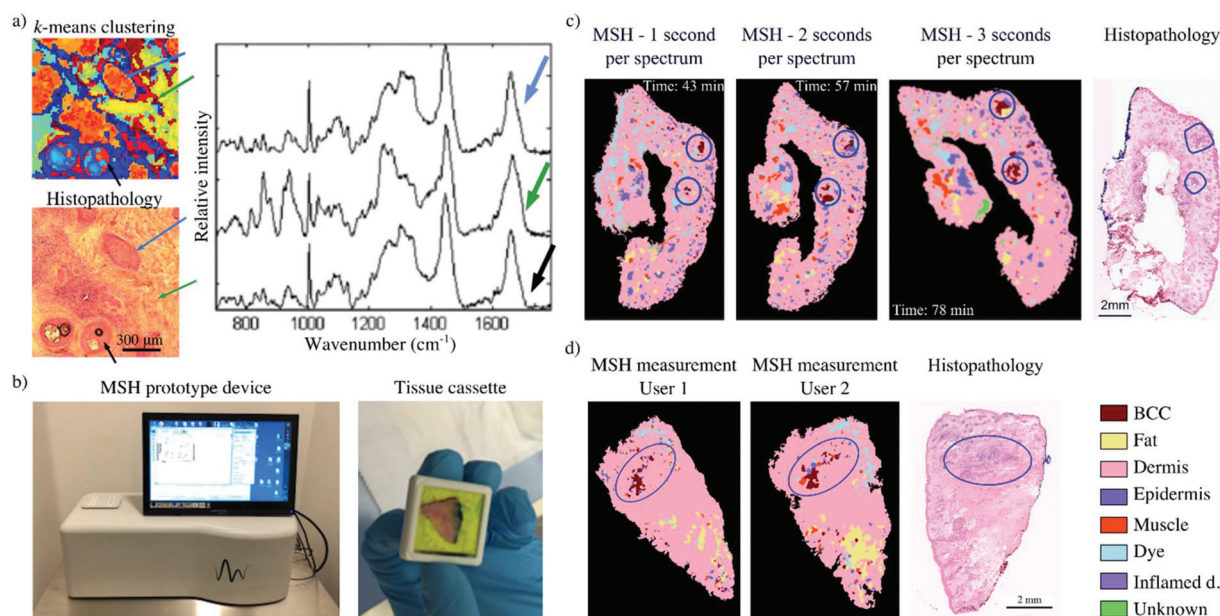 a)
k-means clustering
Histopathology
300 μm
Relative intensity
800
1000
1200
1400
1600
Wavenumber (cm⁻¹)
b)
MSH prototype device
Tissue cassette
c)
MSH - 1 second
per spectrum
Time: 43 min
MSH - 2 seconds
per spectrum
Time: 57 min
MSH - 3 seconds
per spectrum
Time: 78 min
Histopathology
2mm
d)
MSH measurement
User 1
MSH measurement
User 2
Histopathology
2 mm
BCC
Fat
Dermis
Epidermis
Muscle
Dye
Inflamed d.
Unknown